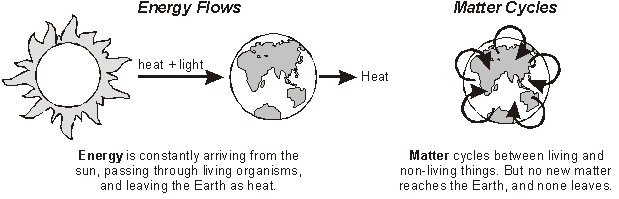 Energy Flows
Matter Cycles
heat + light
Heat
Energy is constantly arriving from the
sun, passing through living organisms,
and leaving the Earth as heat.
Matter cycles between living and
non-living things. But no new matter
reaches the Earth, and none leaves.